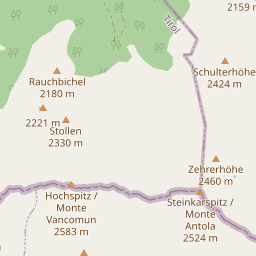 2159 m
Tirol
Schulterhöhe
2424 m
Rauchbichel
2180 m
2221 m
Stollen
2330 m
Zehrerhöhe
2460 m
Hochspitz /
Monte
Vancomun
2583 m
Steinkarspitz /
Monte
Antola
2524 m